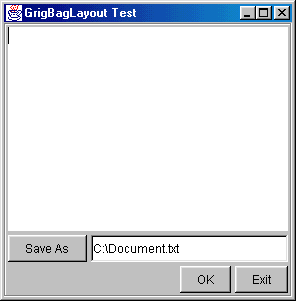 GrigBagLayout Test
Save As C:\Document.txt
OK Exit